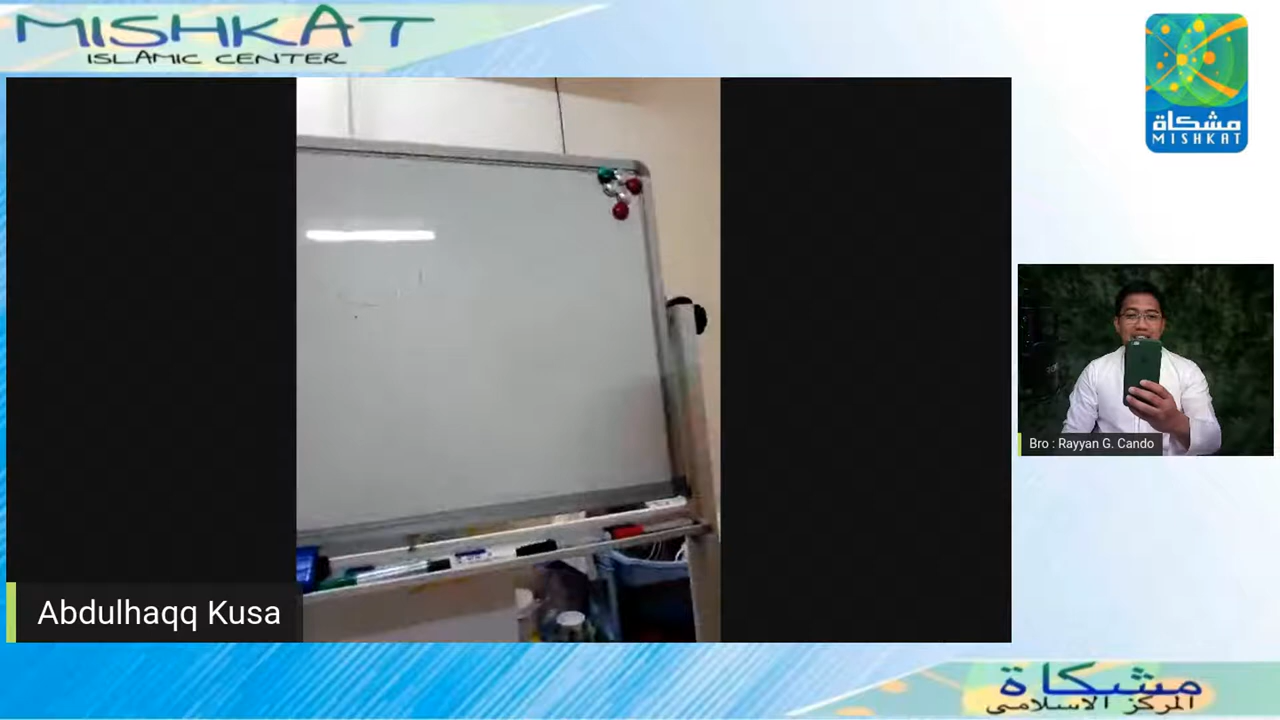 MISHKAT
ISLAMIC CENTER
مشكاة
MISHKAT
Bro : Rayyan G. Cando
Abdulhaqq Kusa
مشكاة
المركز الاسلامي